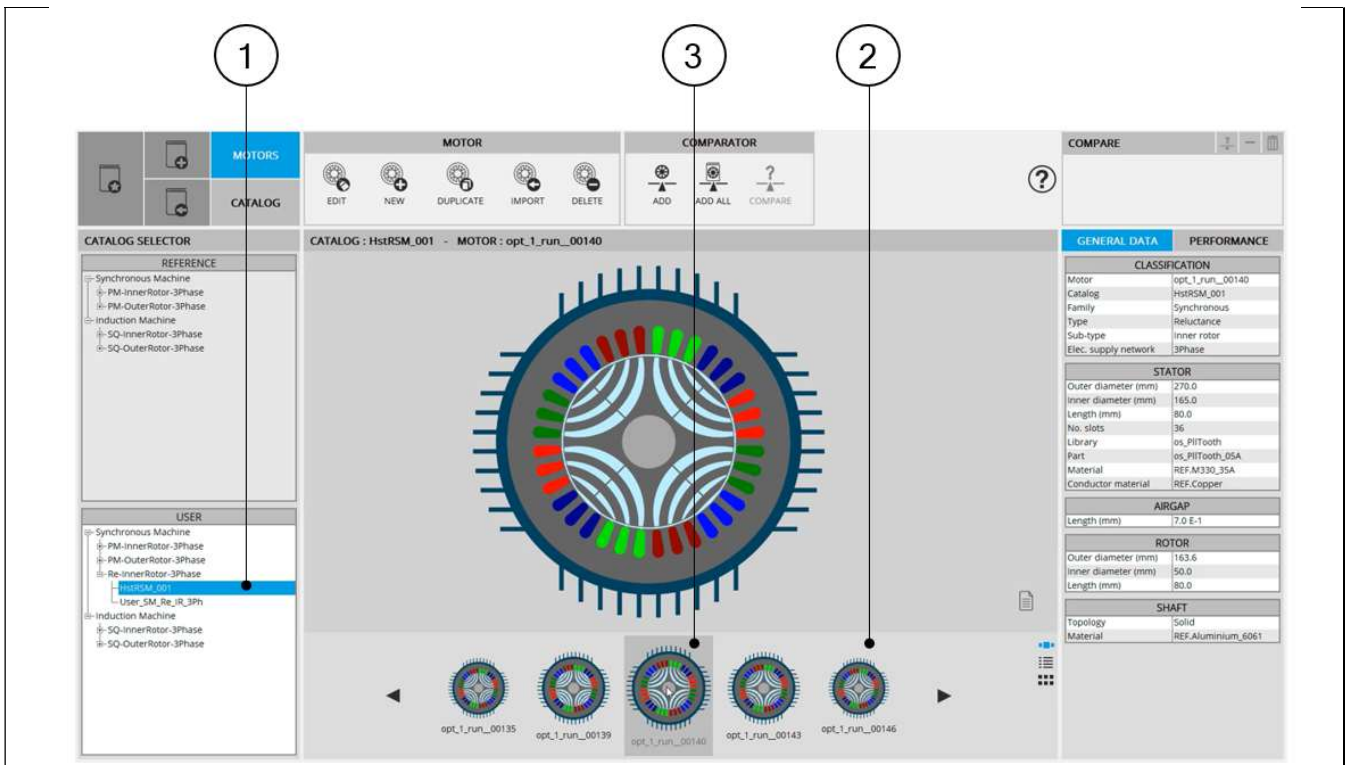 1
3
2
MOTORS
CATALOG
MOTOR
EDIT
NEW
DUPLICATE
IMPORT
DELETE
COMPARATOR
ADD
ADD ALL
?
COMPARE
?
COMPARE
CATALOG SELECTOR
REFERENCE
Synchronous Machine
PM-InnerRotor-3Phase
PM-OuterRotor-3Phase
Induction Machine
SQ-InnerRotor-3Phase
SQ-OuterRotor-3Phase
USER
Synchronous Machine
PM-InnerRotor-3Phase
PM-OuterRotor-3Phase
Re-InnerRotor-3Phase
HstRSM_001
User_SM_Re_IR_3Ph
Induction Machine
SQ-InnerRotor-3Phase
SQ-OuterRotor-3Phase
CATALOG : HstRSM_001 - MOTOR : opt_1_run__00140
opt_1_run__00135
opt_1_run__00139
opt_1_run__00140
opt_1_run__00143
opt_1_run__00146
GENERAL DATA
PERFORMANCE
CLASSIFICATION
Motor opt_1_run__00140
Catalog HstRSM_001
Family Synchronous
Type Reluctance
Sub-type Inner rotor
Elec. supply network 3Phase
STATOR
Outer diameter (mm) 270.0
Inner diameter (mm) 165.0
Length (mm) 80.0
No. slots 36
Library os_PllTooth
Part os_PllTooth_05A
Material REF.M330_35A
Conductor material REF.Copper
AIRGAP
Length (mm) 7.0 E-1
ROTOR
Outer diameter (mm) 163.6
Inner diameter (mm) 50.0
Length (mm) 80.0
SHAFT
Topology Solid
Material REF.Aluminium_6061